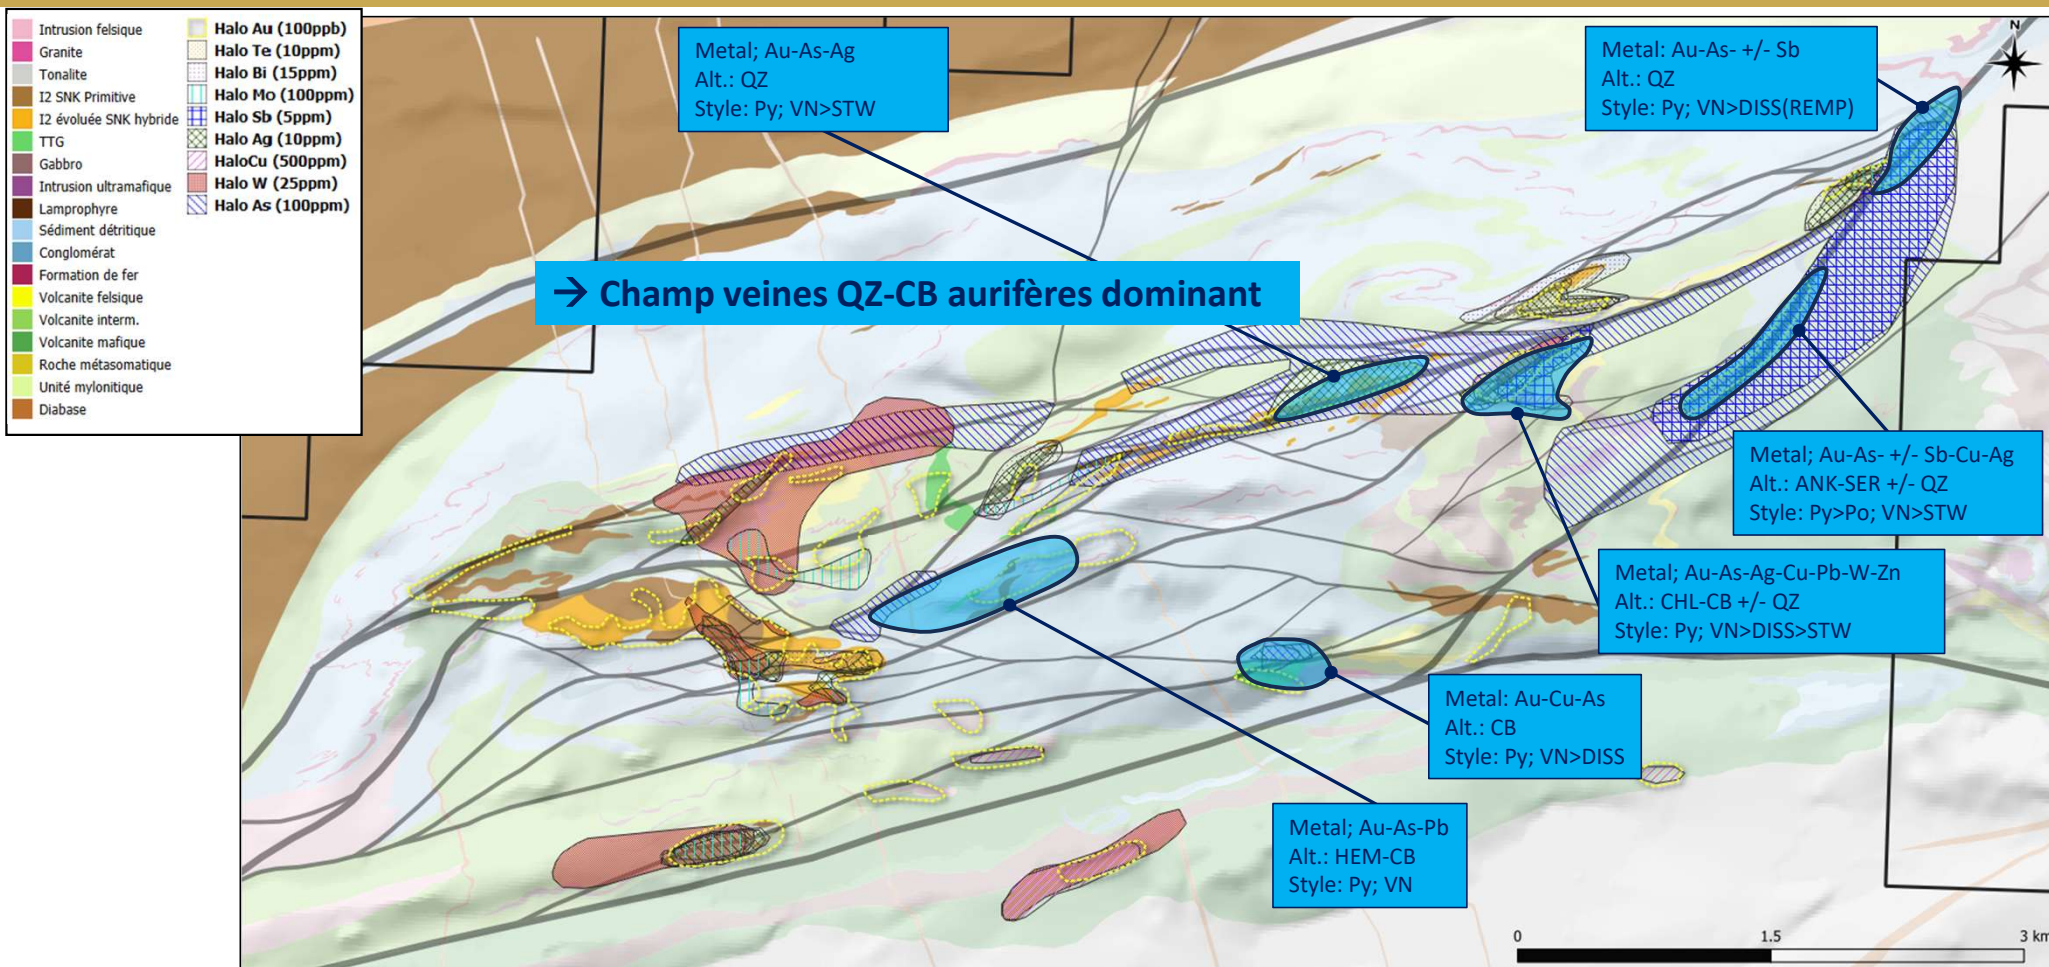 Intrusion felsique
Granite
Tonalite
I2 SNK Primitive
I2 évoluée SNK hybride
TTG
Gabbro
Intrusion ultramafique
Lamprophyre
Sédiment détritique
Conglomérat
Formation de fer
Volcanite felsique
Volcanite interm.
Volcanite mafique
Roche métasomatique
Unité mylonitique
Diabase
Halo Au (100ppb)
Halo Te (10ppm)
Halo Bi (15ppm)
Halo Mo (100ppm)
Halo Sb (5ppm)
Halo Ag (10ppm)
HaloCu (500ppm)
Halo W (25ppm)
Halo As (100ppm)
Metal; Au-As-Ag
Alt.: QZ
Style: Py; VN>STW
Metal: Au-As- +/- Sb
Alt.: QZ
Style: Py; VN>DISS(REMP)
N
→ Champ veines QZ-CB aurifères dominant
Metal; Au-As- +/- Sb-Cu-Ag
Alt.: ANK-SER +/- QZ
Style: Py>Po; VN>STW
Metal; Au-As-Ag-Cu-Pb-W-Zn
Alt.: CHL-CB +/- QZ
Style: Py; VN>DISS>STW
Metal: Au-Cu-As
Alt.: CB
Style: Py; VN>DISS
Metal; Au-As-Pb
Alt.: HEM-CB
Style: Py; VN
0 1.5 3 km